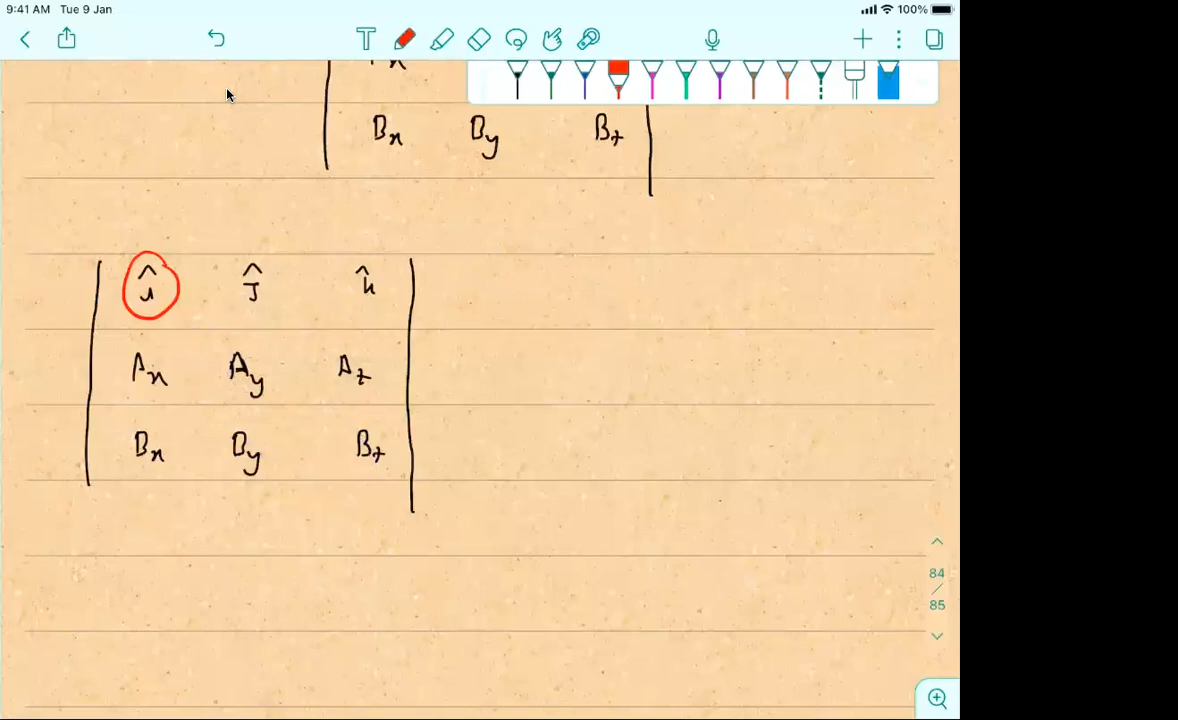 9:41 AM Tue 9 Jan 100%
Bx By Bz
î ĵ k̂
Ax Ay Az
Bx By Bz
84
/
85